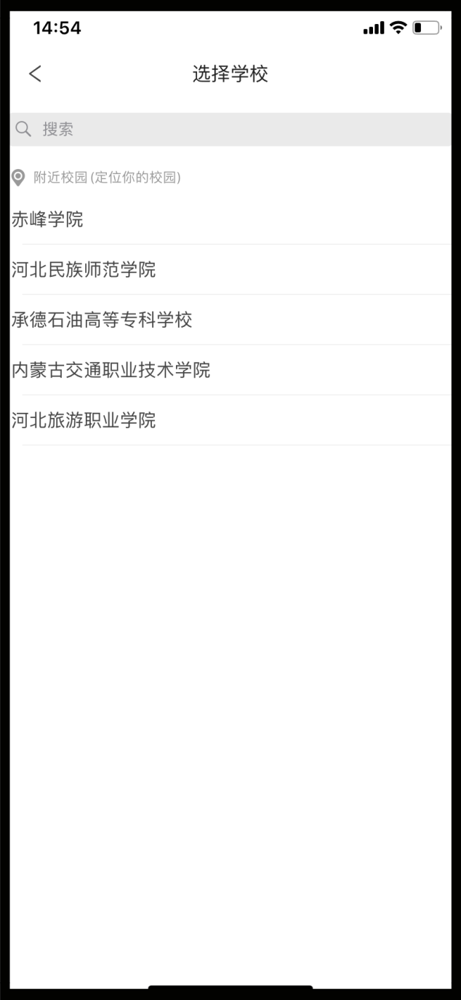 14:54
选择学校
搜索
附近校园(定位你的校园)
赤峰学院
河北民族师范学院
承德石油高等专科学校
内蒙古交通职业技术学院
河北旅游职业学院